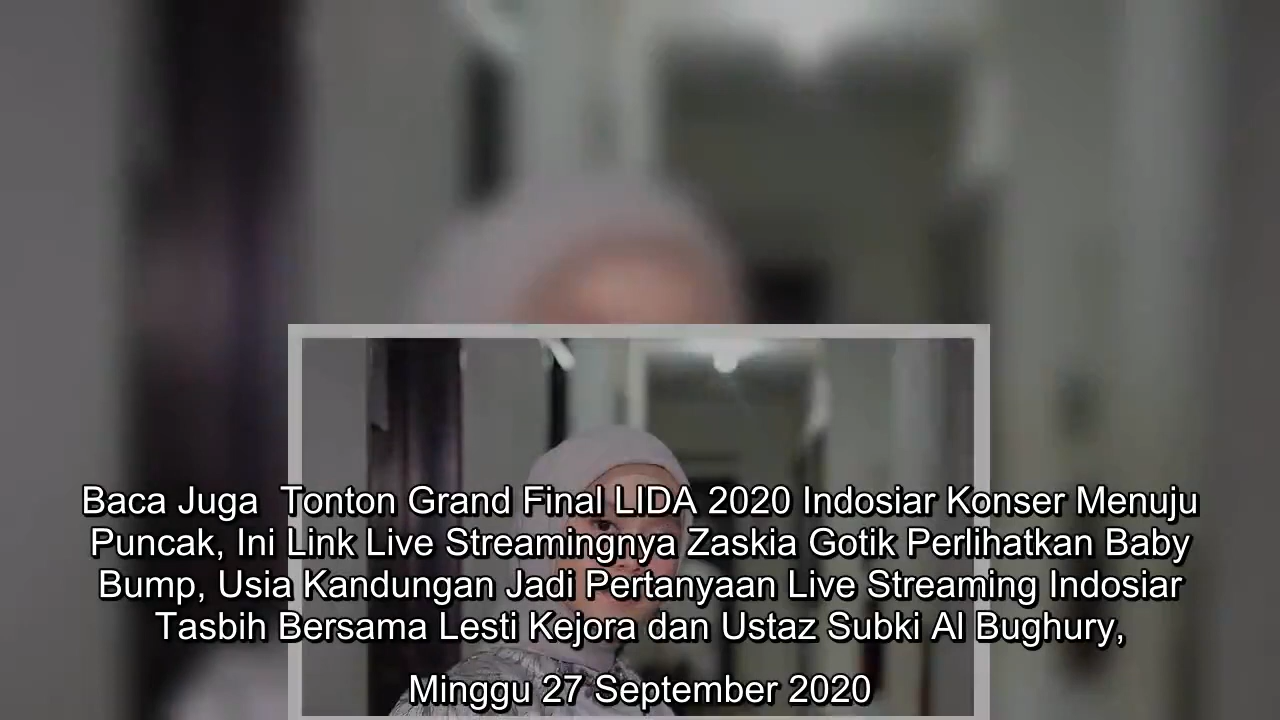 Baca Juga  Tonton Grand Final LIDA 2020 Indosiar Konser Menuju
Puncak, Ini Link Live Streamingnya Zaskia Gotik Perlihatkan Baby
Bump, Usia Kandungan Jadi Pertanyaan Live Streaming Indosiar
Tasbih Bersama Lesti Kejora dan Ustaz Subki Al Bughury,
Minggu 27 September 2020